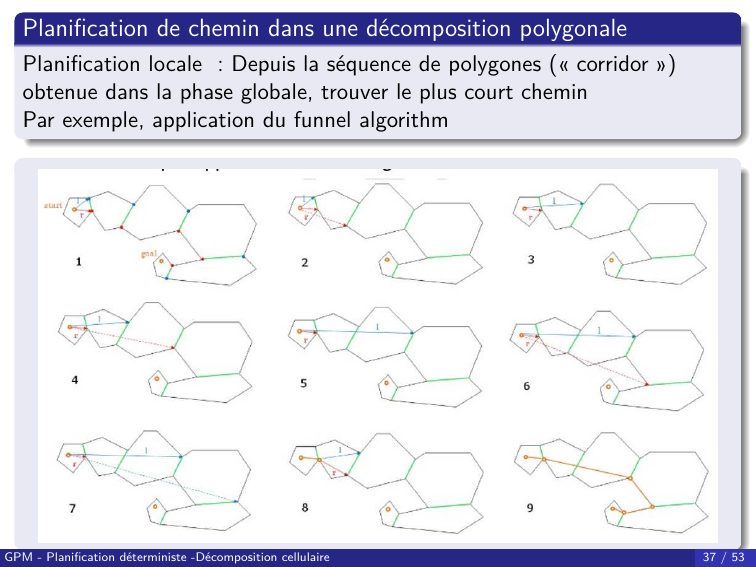 Planification de chemin dans une décomposition polygonale
Planification locale : Depuis la séquence de polygones (« corridor »)
obtenue dans la phase globale, trouver le plus court chemin
Par exemple, application du funnel algorithm
start
l
r
goal
1
l
r
2
l
r
3
l
r
4
l
r
5
l
r
6
l
r
7
l
r
8
9
GPM - Planification déterministe -Décomposition cellulaire
37 / 53